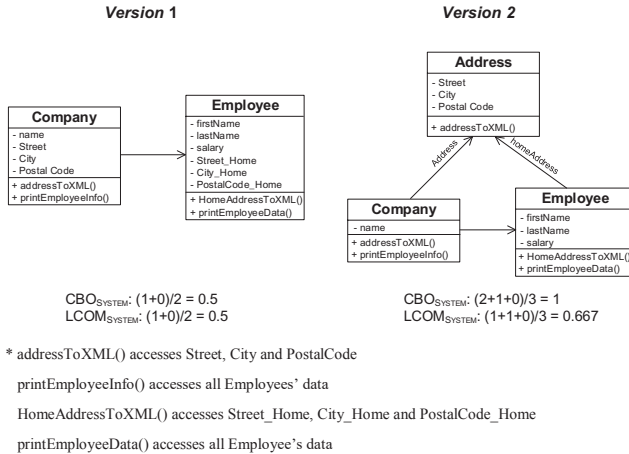 Version 1
Company
- name
- Street
- City
- Postal Code
+ addressToXML()
+ printEmployeeInfo()
Employee
- firstName
- lastName
- salary
- Street_Home
- City_Home
- PostalCode_Home
+ HomeAddressToXML()
+ printEmployeeData()
CBOSYSTEM: (1+0)/2 = 0.5
LCOMSYSTEM: (1+0)/2 = 0.5
Version 2
Address
- Street
- City
- Postal Code
+ addressToXML()
Address
homeAddress
Company
- name
+ addressToXML()
+ printEmployeeInfo()
Employee
- firstName
- lastName
- salary
+ HomeAddressToXML()
+ printEmployeeData()
CBOSYSTEM: (2+1+0)/3 = 1
LCOMSYSTEM: (1+1+0)/3 = 0.667
* addressToXML() accesses Street, City and PostalCode
printEmployeeInfo() accesses all Employees' data
HomeAddressToXML() accesses Street_Home, City_Home and PostalCode_Home
printEmployeeData() accesses all Employee's data